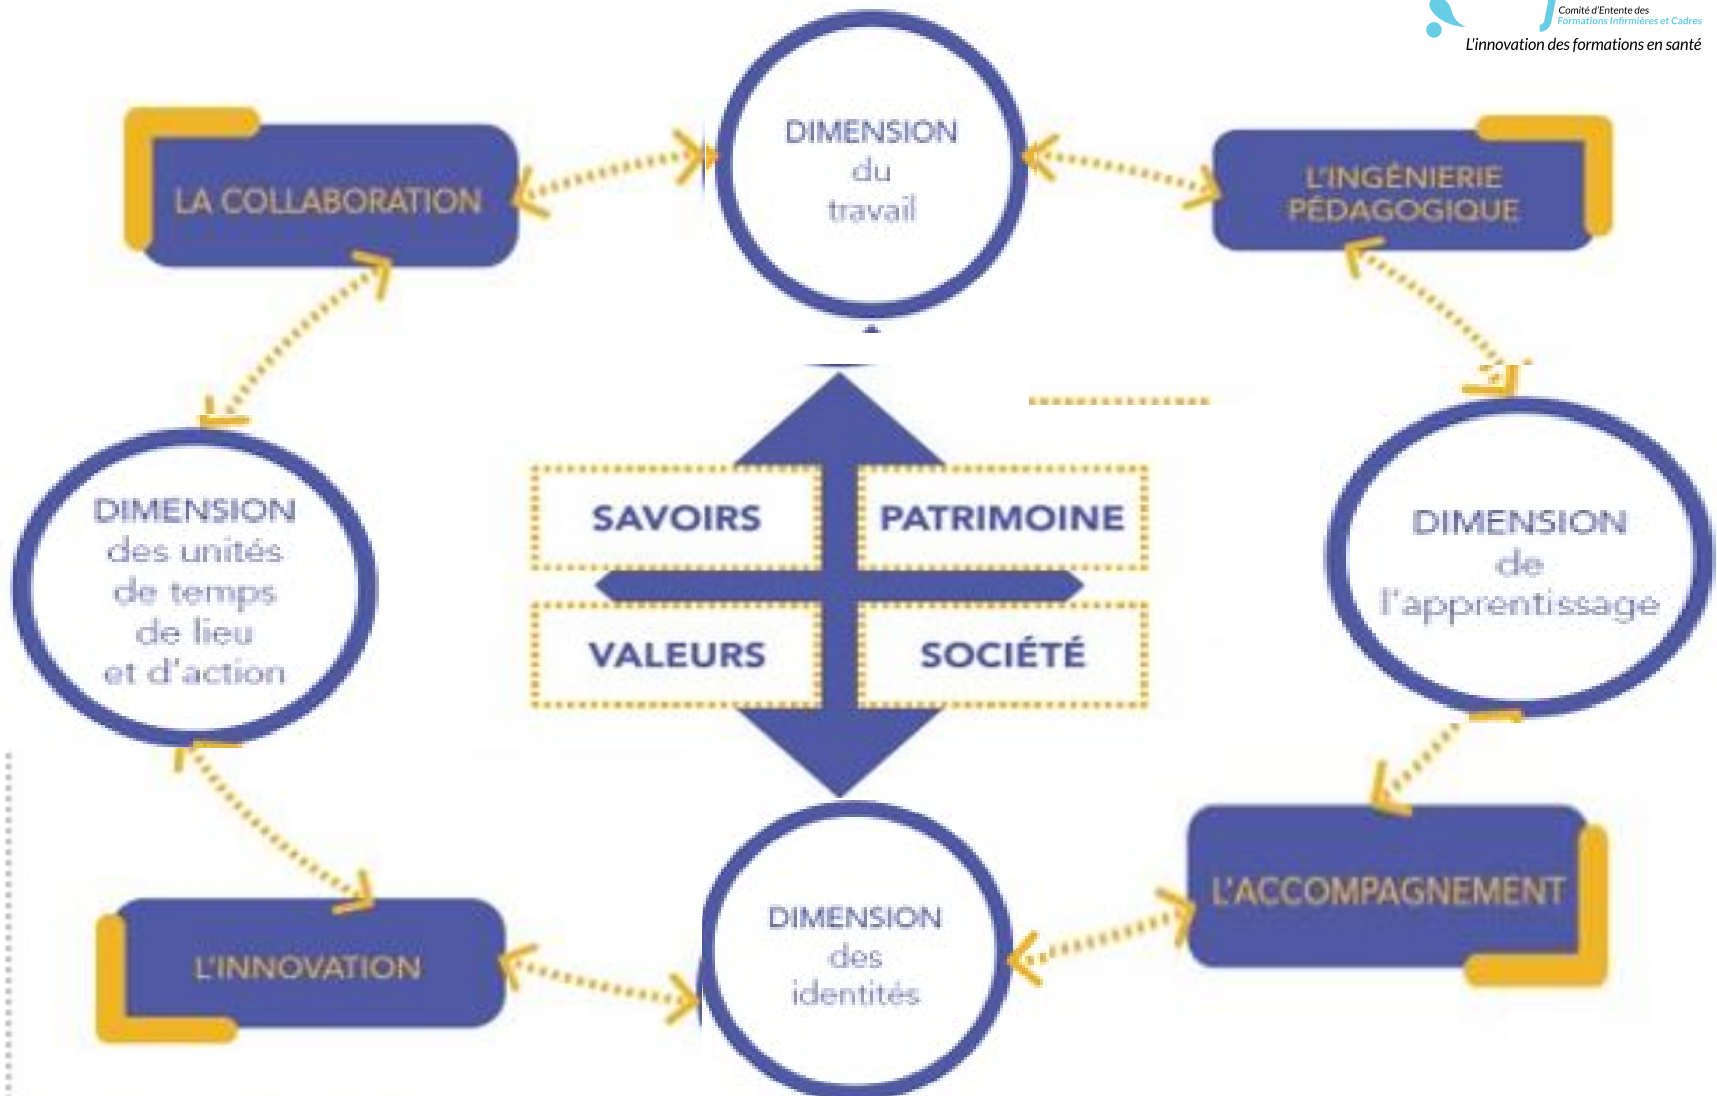 Comité d'Entente des
Formations Infirmières et Cadres
L'innovation des formations en santé
DIMENSION
du
travail
LA COLLABORATION
L'INGÉNIERIE
PÉDAGOGIQUE
DIMENSION
des unités
de temps
de lieu
et d'action
SAVOIRS
PATRIMOINE
VALEURS
SOCIÉTÉ
DIMENSION
de
l'apprentissage
L'INNOVATION
DIMENSION
des
identités
L'ACCOMPAGNEMENT